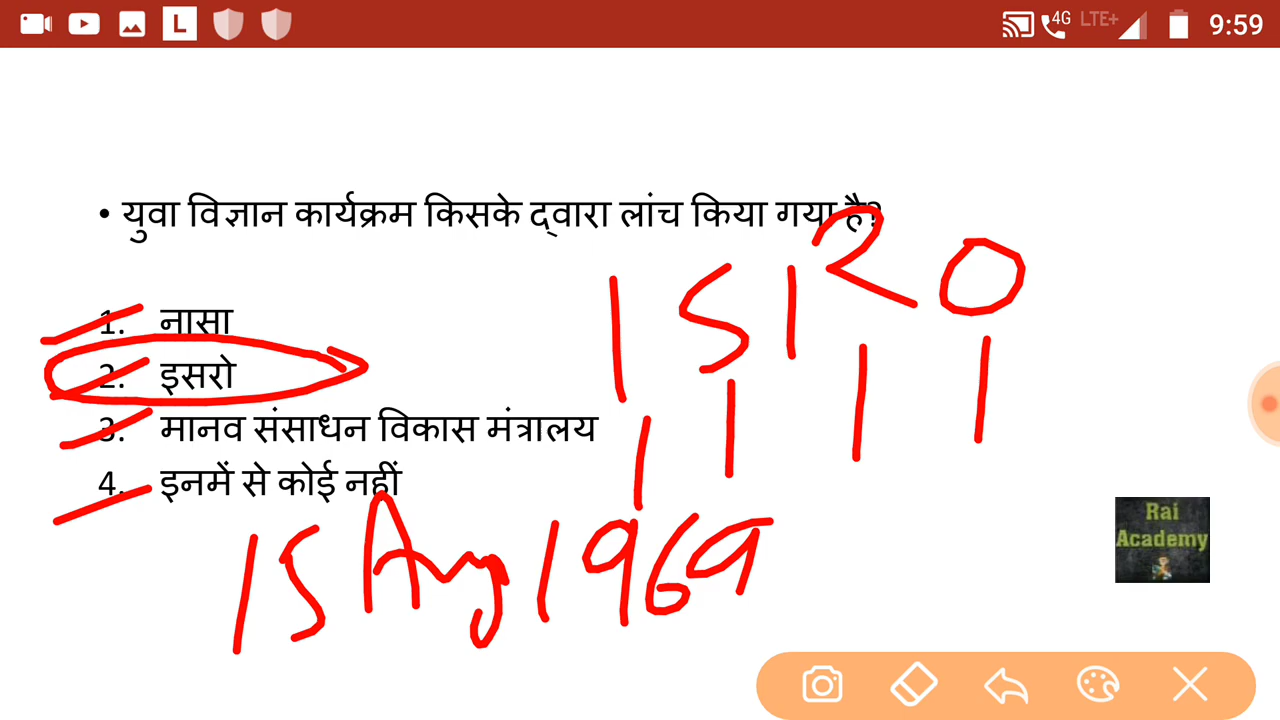 L 4G LTE+ 9:59
• युवा विज्ञान कार्यक्रम किसके द्वारा लांच किया गया है?
ISRO
1. नासा
2. इसरो
3. मानव संसाधन विकास मंत्रालय
4. इनमें से कोई नहीं
15 Aug 1969
Rai
Academy